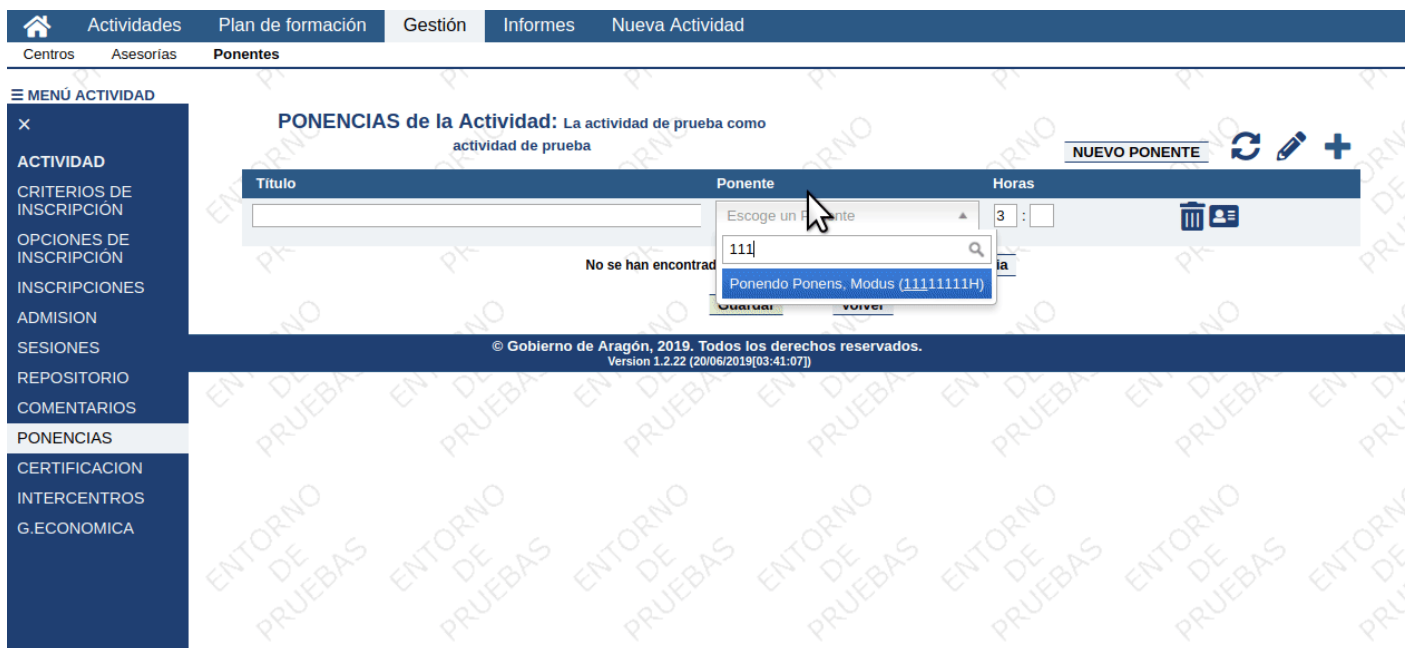 Actividades Plan de formación Gestión Informes Nueva Actividad
Centros Asesorías Ponentes
MENÚ ACTIVIDAD
×
ACTIVIDAD
CRITERIOS DE
INSCRIPCIÓN
OPCIONES DE
INSCRIPCIÓN
INSCRIPCIONES
ADMISION
SESIONES
REPOSITORIO
COMENTARIOS
PONENCIAS
CERTIFICACION
INTERCENTROS
G.ECONOMICA
PONENCIAS de la Actividad: La actividad de prueba como
actividad de prueba
NUEVO PONENTE
Título Ponente Horas
Escoge un 3 :
111
No se han encontrad
Ponendo Ponens, Modus (11111111H)
Guardar Volver
© Gobierno de Aragón, 2019. Todos los derechos reservados.
Version 1.2.22 (20/06/2019[03:41:07])
ENTORNO
DE
PRUEBAS